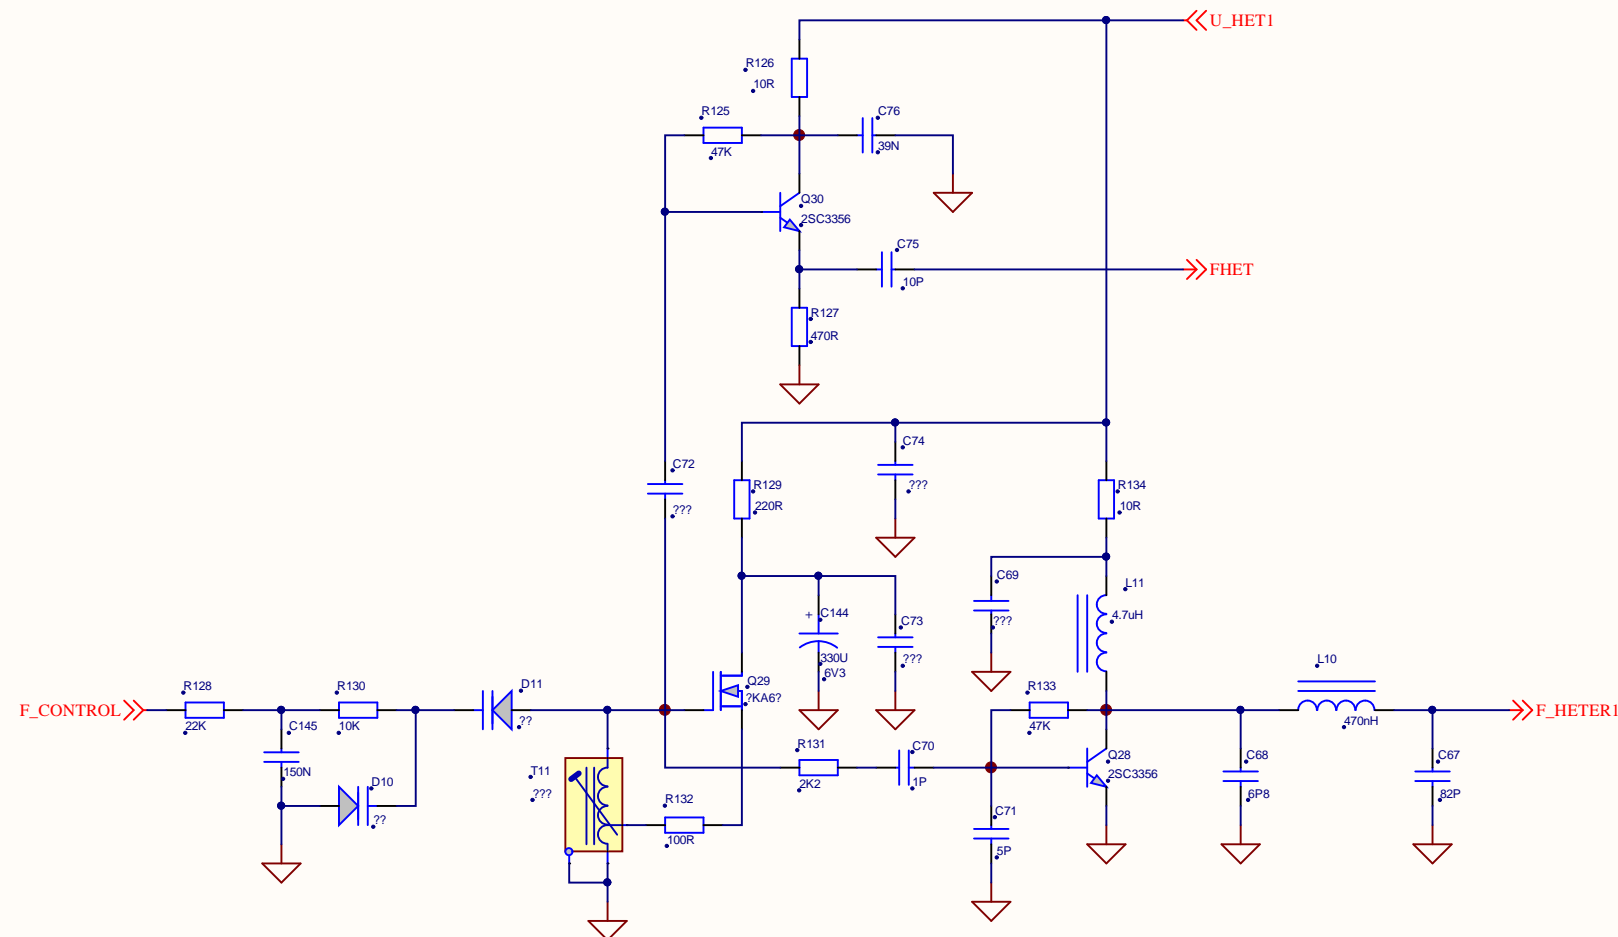 U_HET1
R126
10R
R125
47K
C76
39N
Q30
2SC3356
C75
10P
FHET
R127
470R
C72
???
C74
???
R129
220R
R134
10R
C69
???
L11
4.7uH
+
C144
330U
6V3
C73
???
L10
470nH
F_CONTROL
R128
22K
C145
150N
R130
10K
D11
??
D10
??
Q29
?KA6?
R133
47K
F_HETER1
T11
???
R132
100R
R131
2K2
C70
1P
Q28
2SC3356
C71
5P
C68
6P8
C67
82P